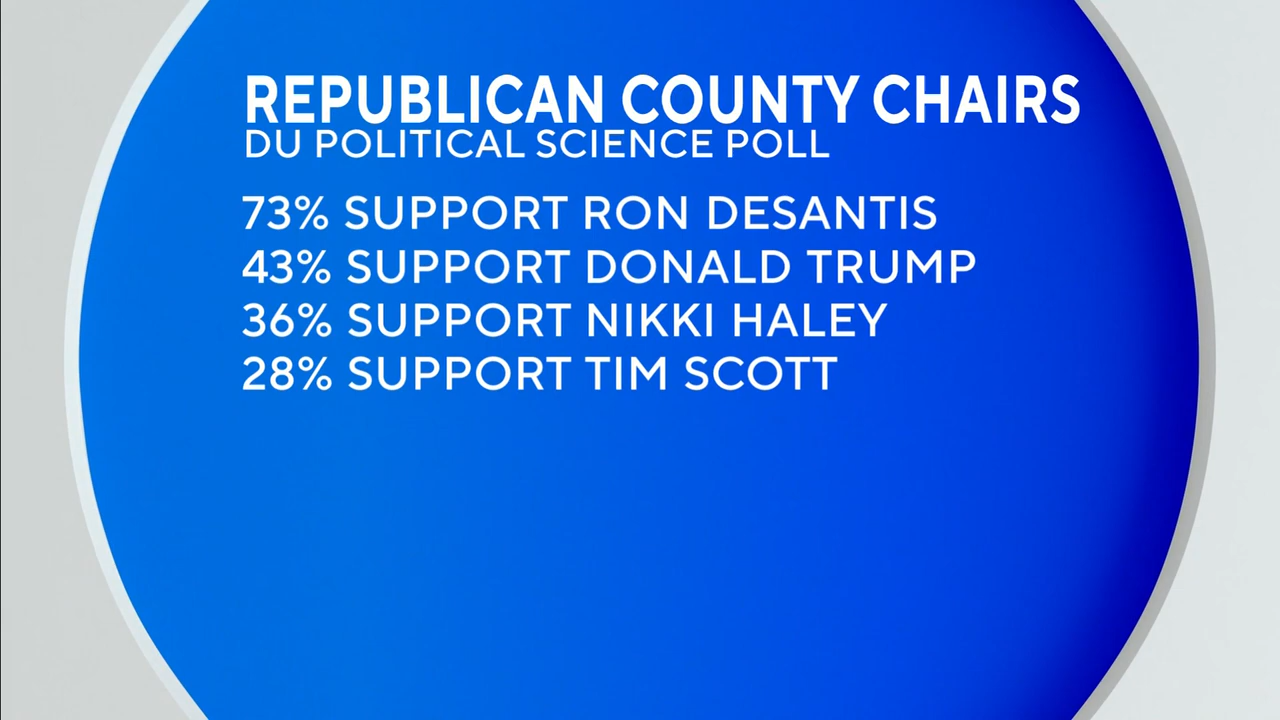 REPUBLICAN COUNTY CHAIRS
DU POLITICAL SCIENCE POLL
73% SUPPORT RON DESANTIS
43% SUPPORT DONALD TRUMP
36% SUPPORT NIKKI HALEY
28% SUPPORT TIM SCOTT